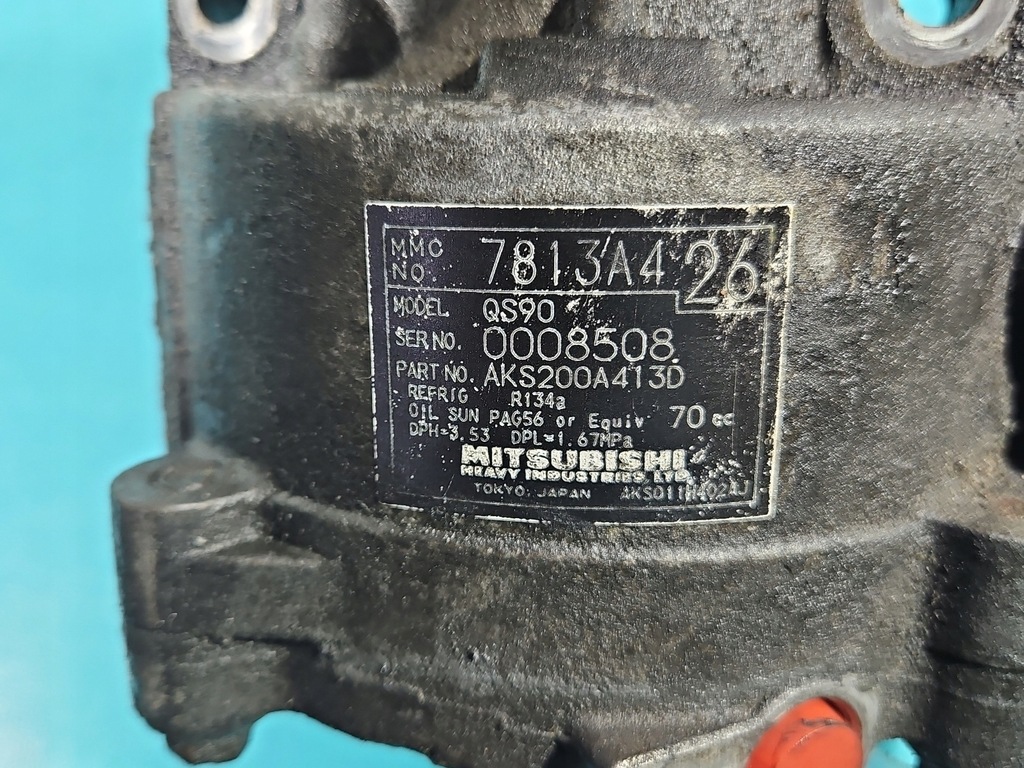 MMC NO. 7813A426
MODEL QS90
SER NO. 0008508
PART NO. AKS200A413D
REFRIG R134a
OIL SUN PAG56 or Equiv 70 cc
DPH=3.53 DPL=1.67MPa
MITSUBISHI
HEAVY INDUSTRIES, LTD.
TOKYO, JAPAN